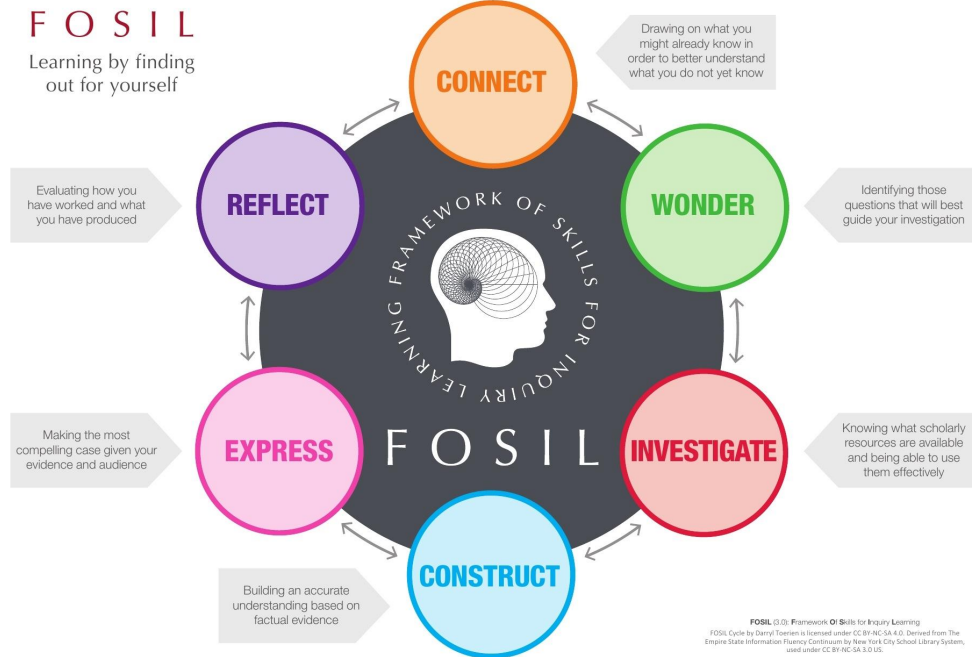 F O S I L
Learning by finding
out for yourself
CONNECT
Drawing on what you
might already know in
order to better understand
what you do not yet know
WONDER
Identifying those
questions that will best
guide your investigation
INVESTIGATE
Knowing what scholarly
resources are available
and being able to use
them effectively
CONSTRUCT
Building an accurate
understanding based on
factual evidence
EXPRESS
Making the most
compelling case given your
evidence and audience
REFLECT
Evaluating how you
have worked and what
you have produced
FRAMEWORK OF SKILLS FOR INQUIRY LEARNING
F O S I L
FOSIL (3.0): Framework Of Skills for Inquiry Learning
FOSIL Cycle by Darryl Toerien is licensed under CC BY-NC-SA 4.0. Derived from The
Empire State Information Fluency Continuum by New York City School Library System,
used under CC BY-NC-SA 3.0 US.